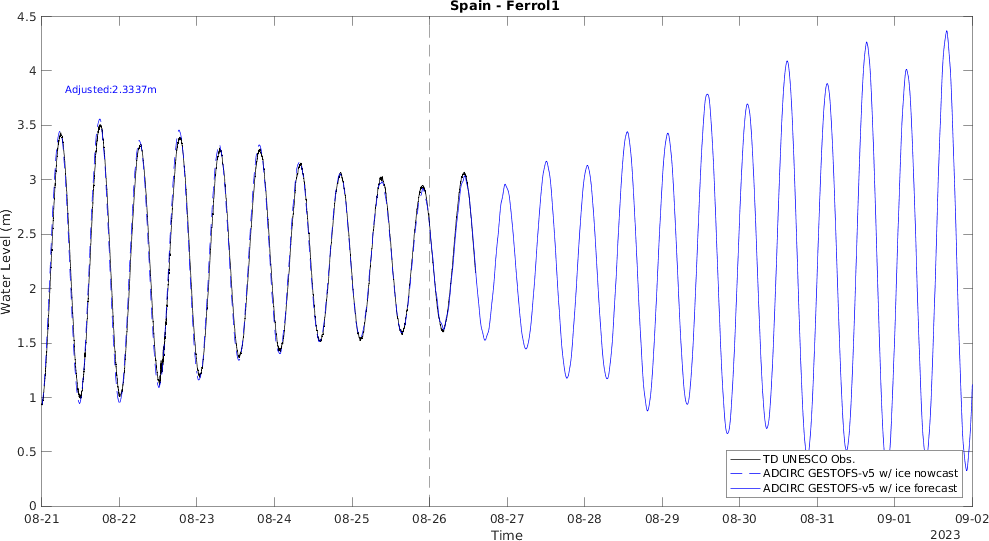 Spain - Ferrol1
Adjusted:2.3337m
Water Level (m)
4.5
4
3.5
3
2.5
2
1.5
1
0.5
0
TD UNESCO Obs.
ADCIRC GESTOFS-v5 w/ ice nowcast
ADCIRC GESTOFS-v5 w/ ice forecast
08-21 08-22 08-23 08-24 08-25 08-26 08-27 08-28 08-29 08-30 08-31 09-01 09-02
Time
2023